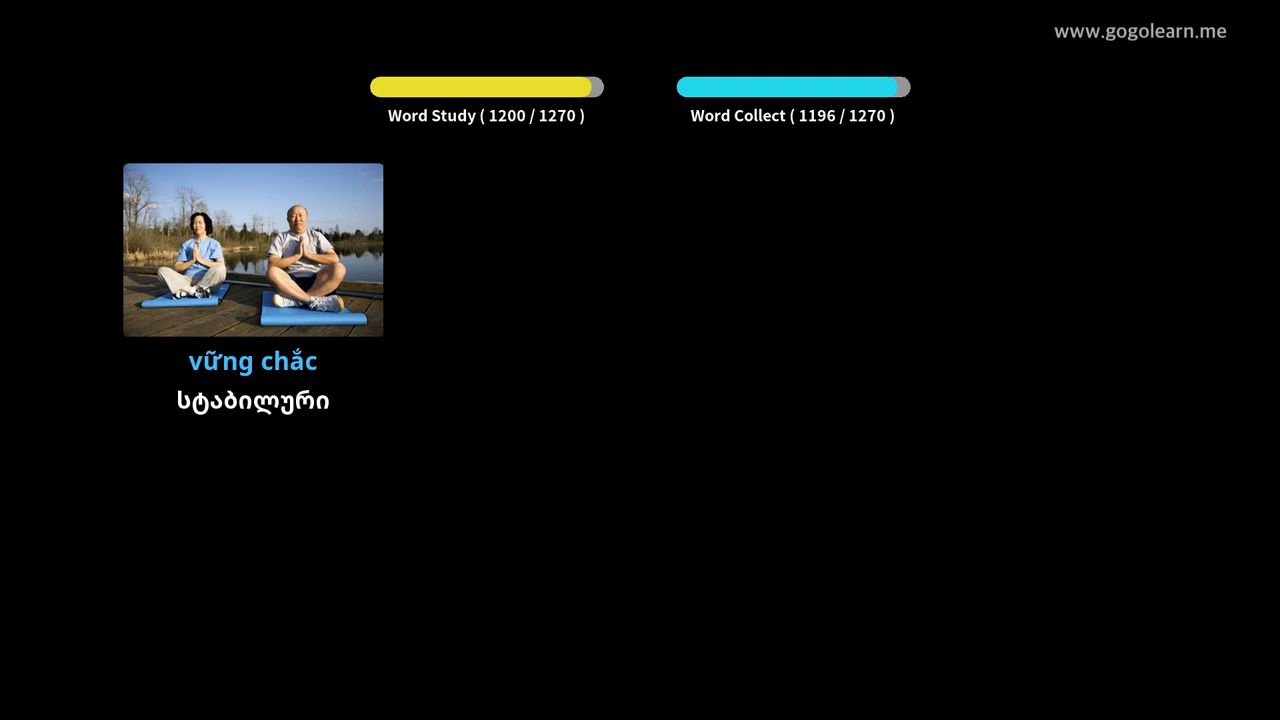 www.gogolearn.me
Word Study ( 1200 / 1270 )
Word Collect ( 1196 / 1270 )
vững chắc
სტაბილური